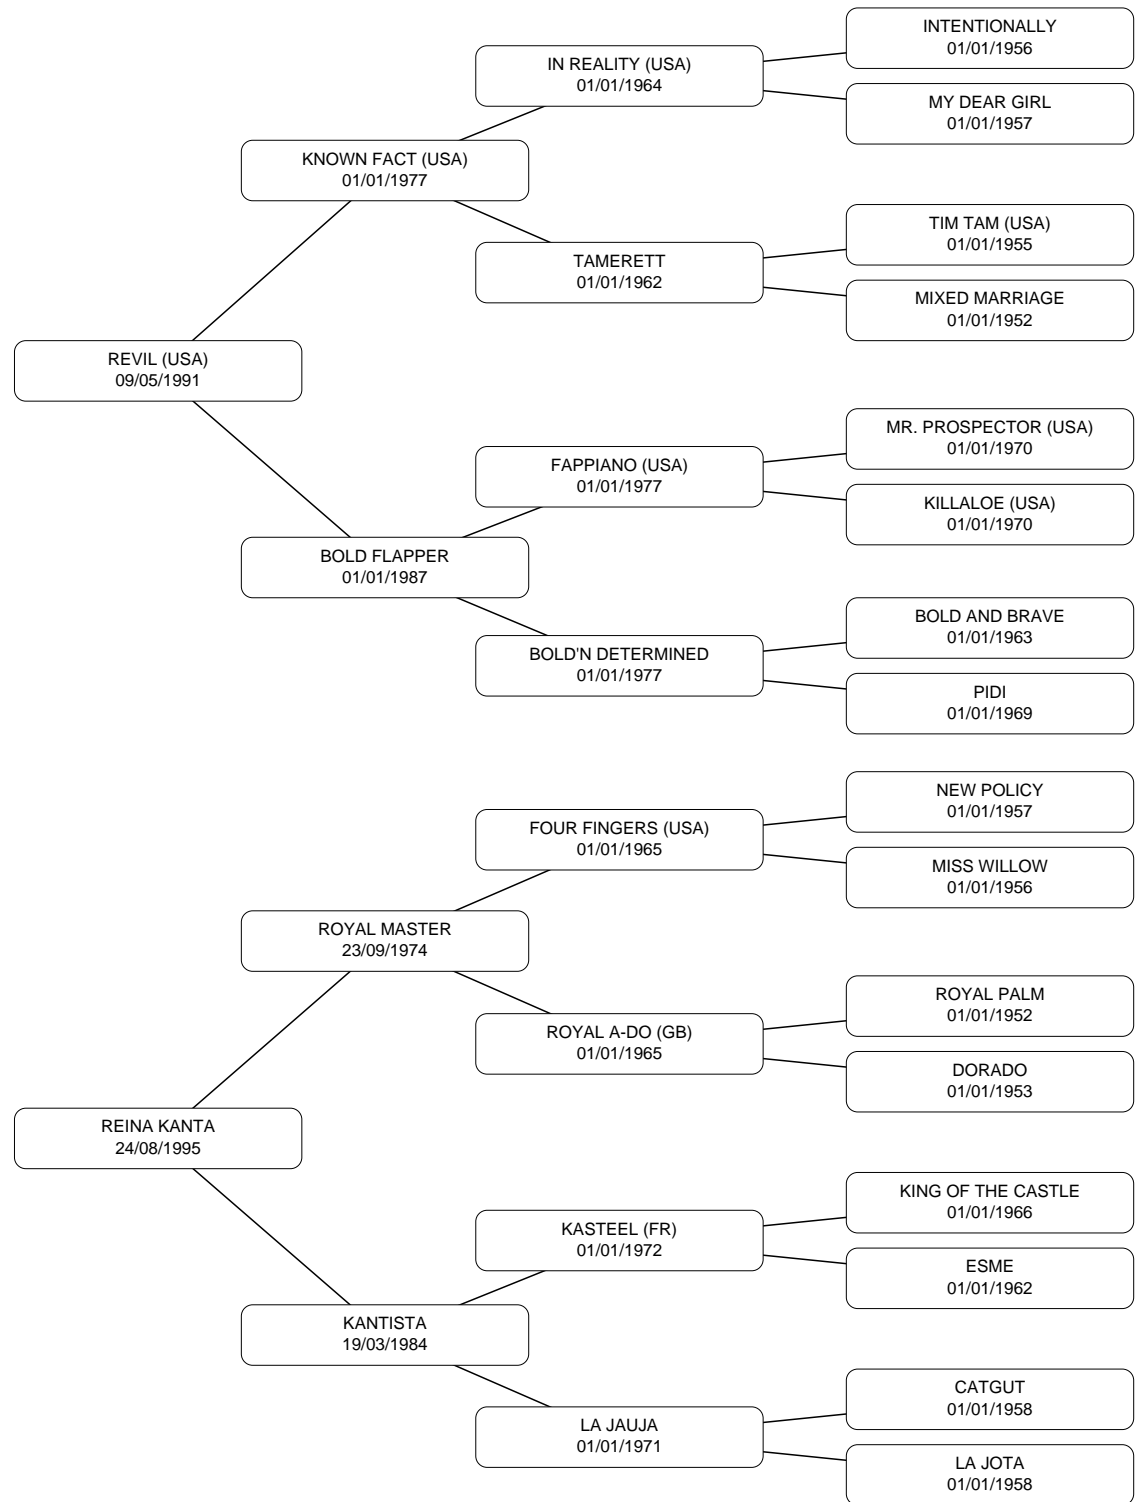 INTENTIONALLY
01/01/1956
IN REALITY (USA)
01/01/1964
MY DEAR GIRL
01/01/1957
KNOWN FACT (USA)
01/01/1977
TIM TAM (USA)
01/01/1955
TAMERETT
01/01/1962
MIXED MARRIAGE
01/01/1952
REVIL (USA)
09/05/1991
MR. PROSPECTOR (USA)
01/01/1970
FAPPIANO (USA)
01/01/1977
KILLALOE (USA)
01/01/1970
BOLD FLAPPER
01/01/1987
BOLD AND BRAVE
01/01/1963
BOLD'N DETERMINED
01/01/1977
PIDI
01/01/1969
NEW POLICY
01/01/1957
FOUR FINGERS (USA)
01/01/1965
MISS WILLOW
01/01/1956
ROYAL MASTER
23/09/1974
ROYAL PALM
01/01/1952
ROYAL A-DO (GB)
01/01/1965
DORADO
01/01/1953
REINA KANTA
24/08/1995
KING OF THE CASTLE
01/01/1966
KASTEEL (FR)
01/01/1972
ESME
01/01/1962
KANTISTA
19/03/1984
CATGUT
01/01/1958
LA JAUJA
01/01/1971
LA JOTA
01/01/1958